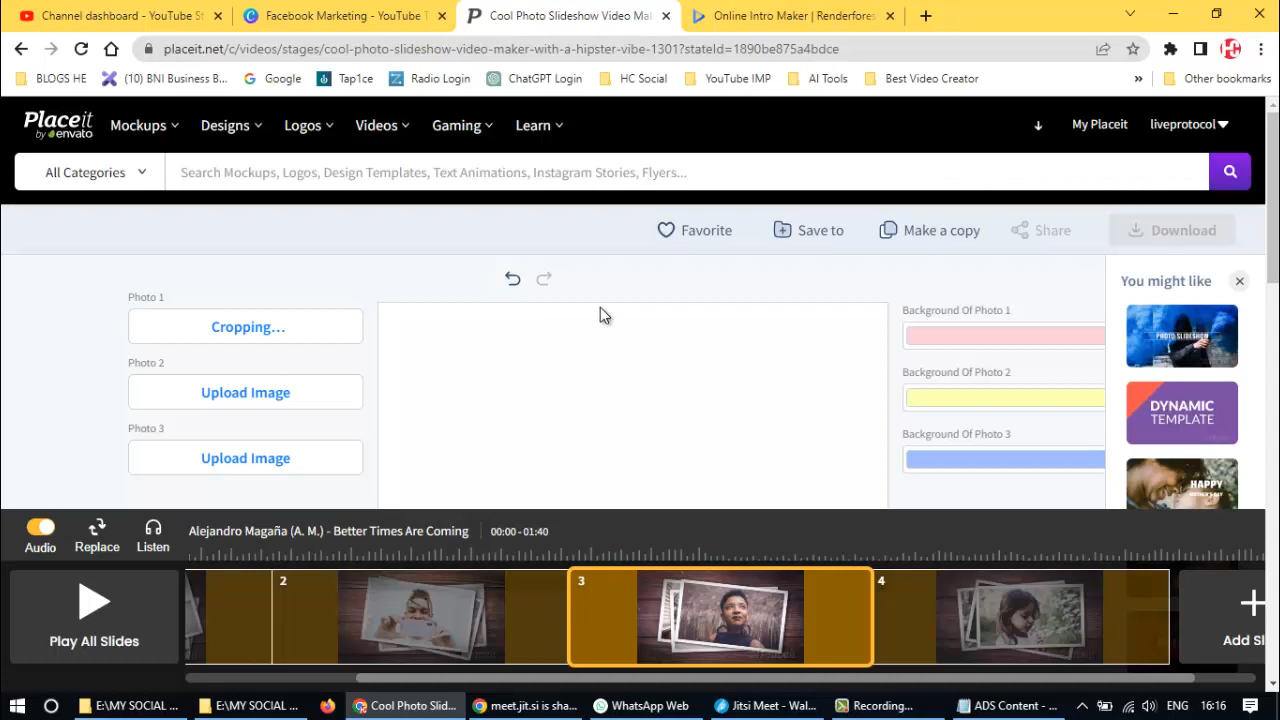 Channel dashboard - YouTube St
Facebook Marketing - YouTube T
Cool Photo Slideshow Video Mak
Online Intro Maker | Renderfores
placeit.net/c/videos/stages/cool-photo-slideshow-video-maker-with-a-hipster-vibe-1301?stateId=1890be875a4bdce
BLOGS HE
(10) BNI Business B...
Google
Tap1ce
Radio Login
ChatGPT Login
HC Social
YouTube IMP
AI Tools
Best Video Creator
»
Other bookmarks
Placeit
by envato
Mockups
Designs
Logos
Videos
Gaming
Learn
My Placeit
liveprotocol
All Categories
Search Mockups, Logos, Design Templates, Text Animations, Instagram Stories, Flyers...
Favorite
Save to
Make a copy
Share
Download
Photo 1
Cropping...
Photo 2
Upload Image
Photo 3
Upload Image
Background Of Photo 1
Background Of Photo 2
Background Of Photo 3
You might like
PHOTO SLIDESHOW
DYNAMIC
TEMPLATE
HAPPY
MOTHER'S DAY
Audio
Replace
Listen
Alejandro Magaña (A. M.) - Better Times Are Coming
00:00 - 01:40
Play All Slides
2
3
4
Add Sl
E:\MY SOCIAL ...
E:\MY SOCIAL ...
Cool Photo Slid...
meet.jit.si is sha...
WhatsApp Web
Jitsi Meet - Wal...
Recording...
ADS Content - ...
ENG
16:16